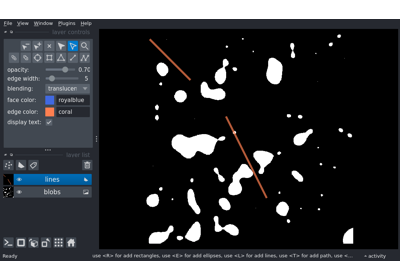 File View Window Plugins Help
layer controls
opacity: 0.70
edge width: 5
blending: translucent
face color: royalblue
edge color: coral
display text:
layer list
lines
blobs
Ready use <R> for add rectangles, use <E> for add ellipses, use <L> for add lines, use <T> for add path, use <... activity